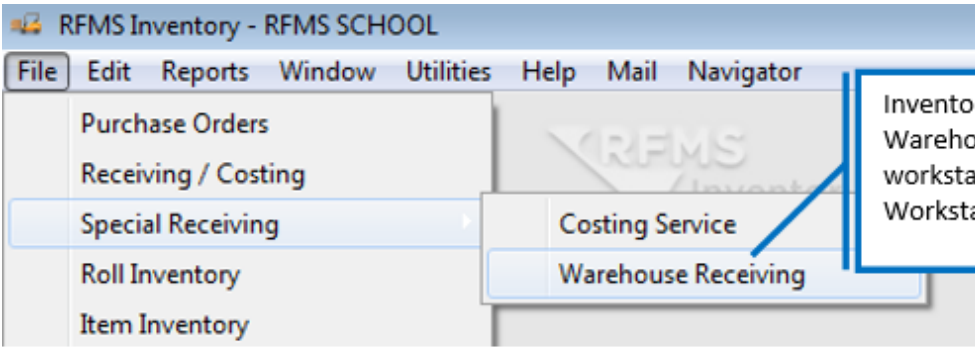 RFMS Inventory - RFMS SCHOOL
File Edit Reports Window Utilities Help Mail Navigator
Purchase Orders
Receiving / Costing
Special Receiving
Roll Inventory
Item Inventory
RFMS
Costing Service
Warehouse Receiving